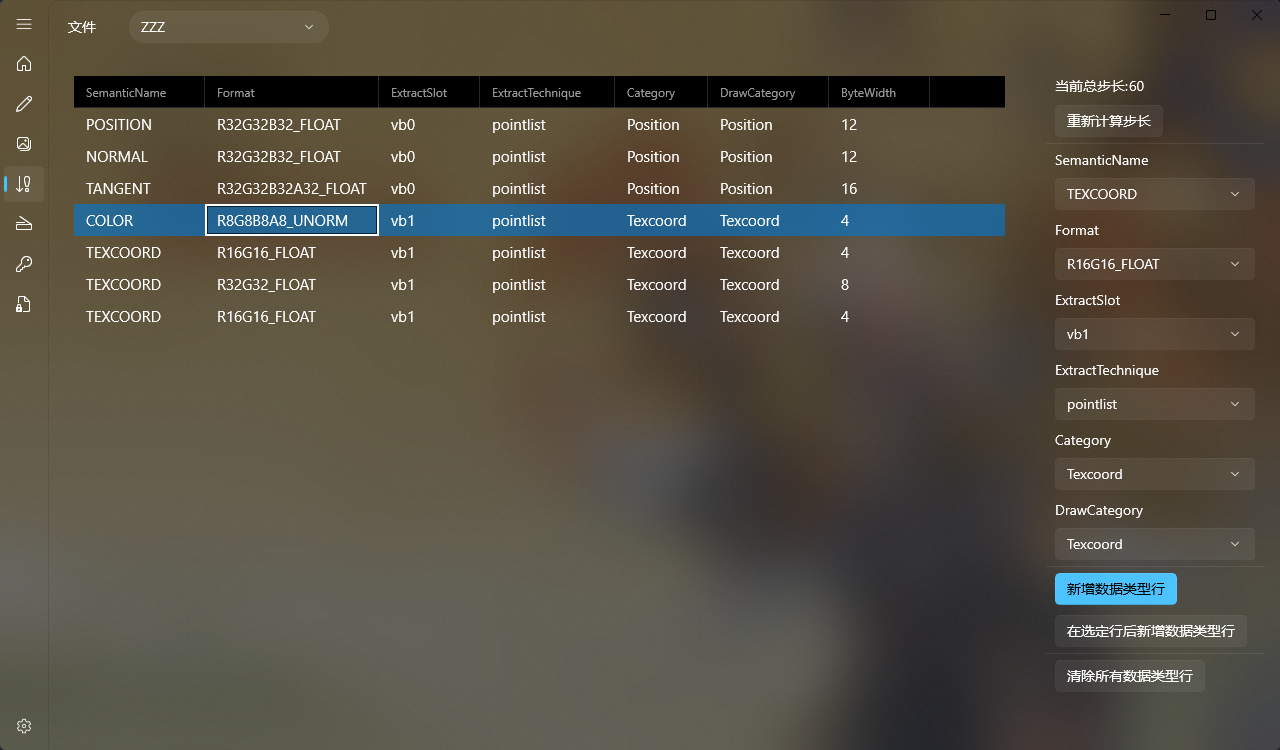 文件 ZZZ
SemanticName Format ExtractSlot ExtractTechnique Category DrawCategory ByteWidth
POSITION R32G32B32_FLOAT vb0 pointlist Position Position 12
NORMAL R32G32B32_FLOAT vb0 pointlist Position Position 12
TANGENT R32G32B32A32_FLOAT vb0 pointlist Position Position 16
COLOR R8G8B8A8_UNORM vb1 pointlist Texcoord Texcoord 4
TEXCOORD R16G16_FLOAT vb1 pointlist Texcoord Texcoord 4
TEXCOORD R32G32_FLOAT vb1 pointlist Texcoord Texcoord 8
TEXCOORD R16G16_FLOAT vb1 pointlist Texcoord Texcoord 4
当前总步长:60
重新计算步长
SemanticName
TEXCOORD
Format
R16G16_FLOAT
ExtractSlot
vb1
ExtractTechnique
pointlist
Category
Texcoord
DrawCategory
Texcoord
新增数据类型行
在选定行后新增数据类型行
清除所有数据类型行